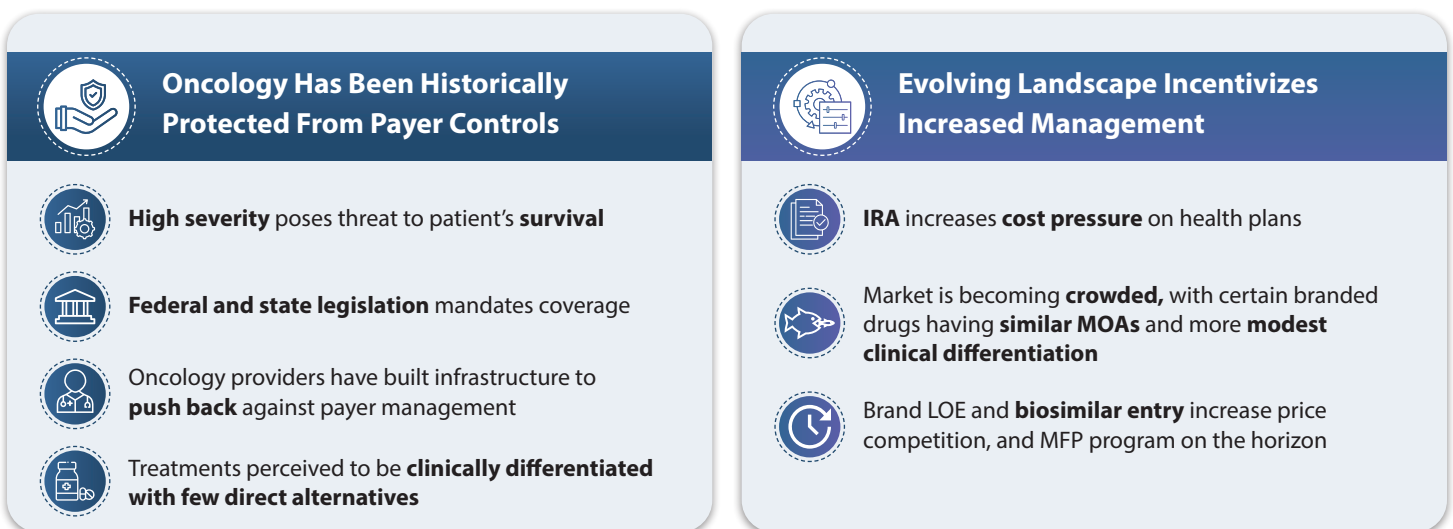 Oncology Has Been Historically
Protected From Payer Controls
High severity poses threat to patient's survival
Federal and state legislation mandates coverage
Oncology providers have built infrastructure to
push back against payer management
Treatments perceived to be clinically differentiated
with few direct alternatives
Evolving Landscape Incentivizes
Increased Management
IRA increases cost pressure on health plans
Market is becoming crowded, with certain branded
drugs having similar MOAs and more modest
clinical differentiation
Brand LOE and biosimilar entry increase price
competition, and MFP program on the horizon